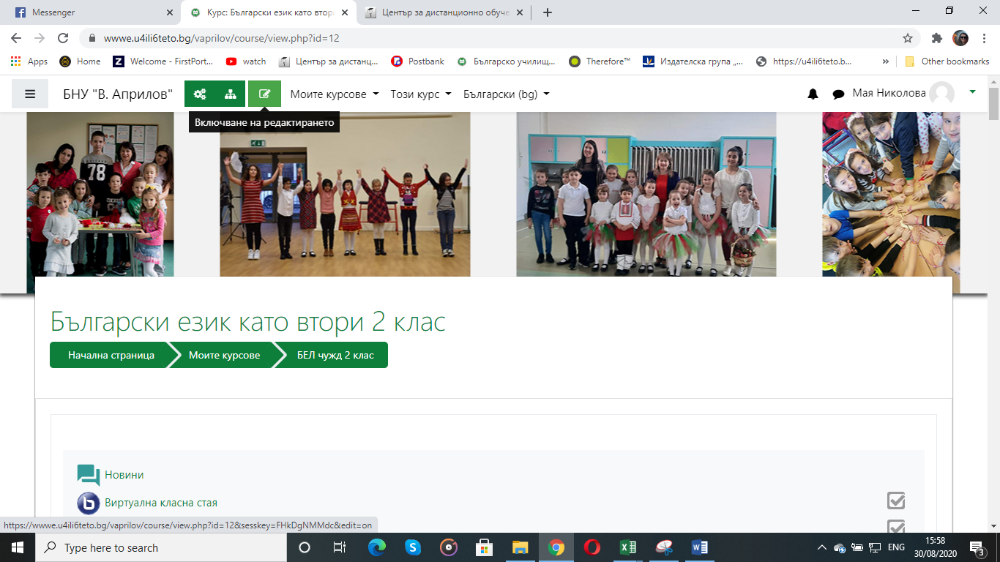 Messenger
Курс: Български език като втори
Център за дистанционно обуче
wwwe.u4ili6teto.bg/vaprilov/course/view.php?id=12
Apps Home Welcome - FirstPort... watch Център за дистанц... Postbank Българско училищ... Therefore™ Издателска група „... https://u4ili6teto.b... » Other bookmarks
БНУ "В. Априлов" Моите курсове Този курс Български (bg) Мая Николова
Включване на редактирането
78
Български език като втори 2 клас
Начална страница Моите курсове БЕЛ чужд 2 клас
Новини
Виртуална класна стая
https://wwwe.u4ili6teto.bg/vaprilov/course/view.php?id=12&sesskey=FHkDgNMMdc&edit=on
Type here to search
ENG
15:58
30/08/2020
3